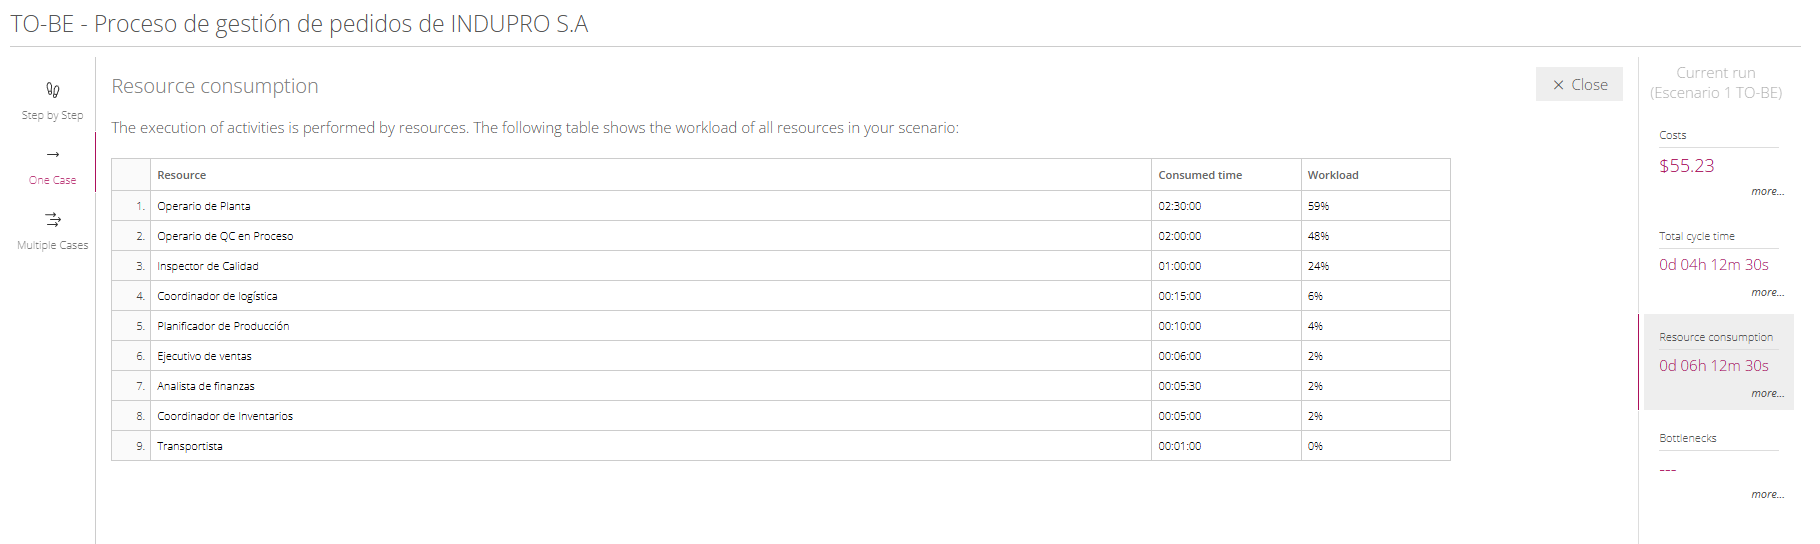 TO-BE - Proceso de gestión de pedidos de INDUPRO S.A
Step by Step
One Case
Multiple Cases
Resource consumption
Close
The execution of activities is performed by resources. The following table shows the workload of all resources in your scenario:
Resource Consumed time Workload
1. Operario de Planta 02:30:00 59%
2. Operario de QC en Proceso 02:00:00 48%
3. Inspector de Calidad 01:00:00 24%
4. Coordinador de logística 00:15:00 6%
5. Planificador de Producción 00:10:00 4%
6. Ejecutivo de ventas 00:06:00 2%
7. Analista de finanzas 00:05:30 2%
8. Coordinador de Inventarios 00:05:00 2%
9. Transportista 00:01:00 0%
Current run
(Escenario 1 TO-BE)
Costs
$55.23
more...
Total cycle time
0d 04h 12m 30s
more...
Resource consumption
0d 06h 12m 30s
more...
Bottlenecks
---
more...